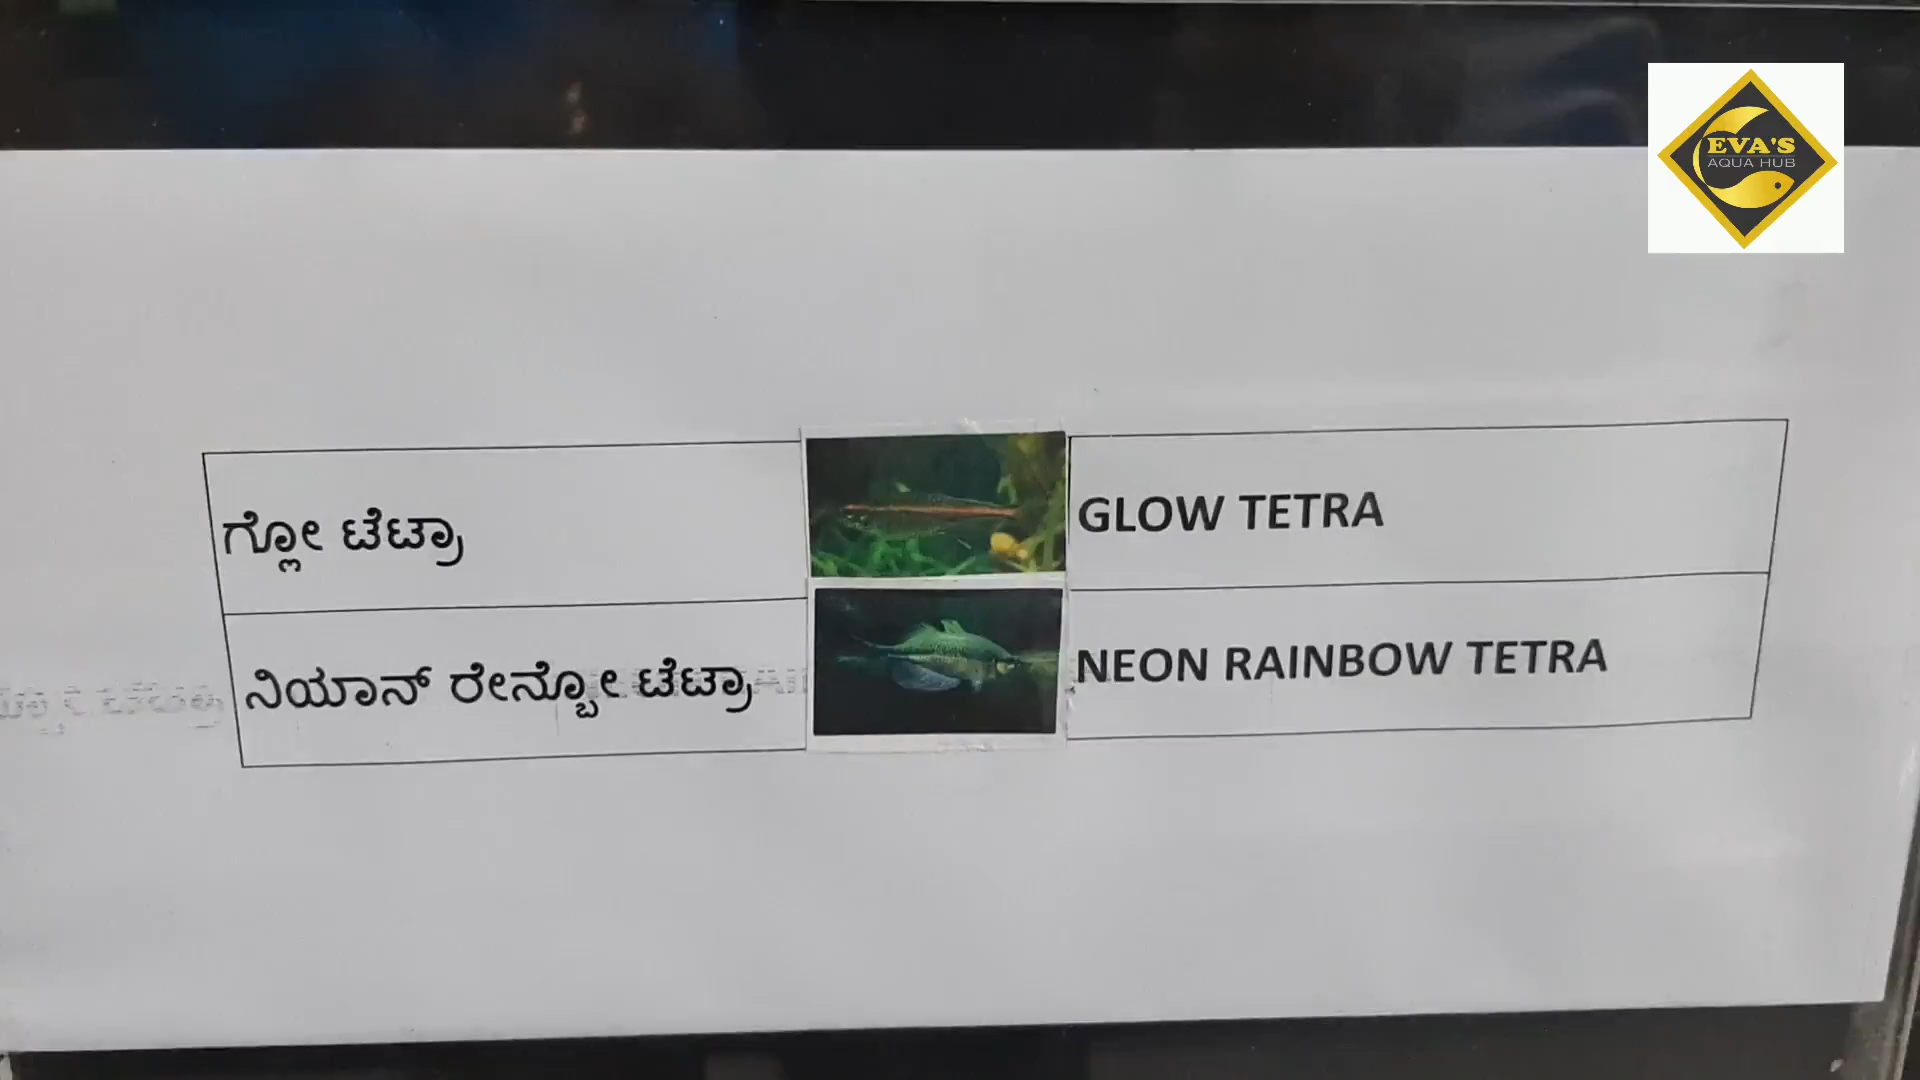 EVA'S
AQUA HUB
ಗ್ಲೋ ಟೆಟ್ರಾ
GLOW TETRA
ನಿಯಾನ್ ರೇನ್ಬೋ ಟೆಟ್ರಾ
NEON RAINBOW TETRA